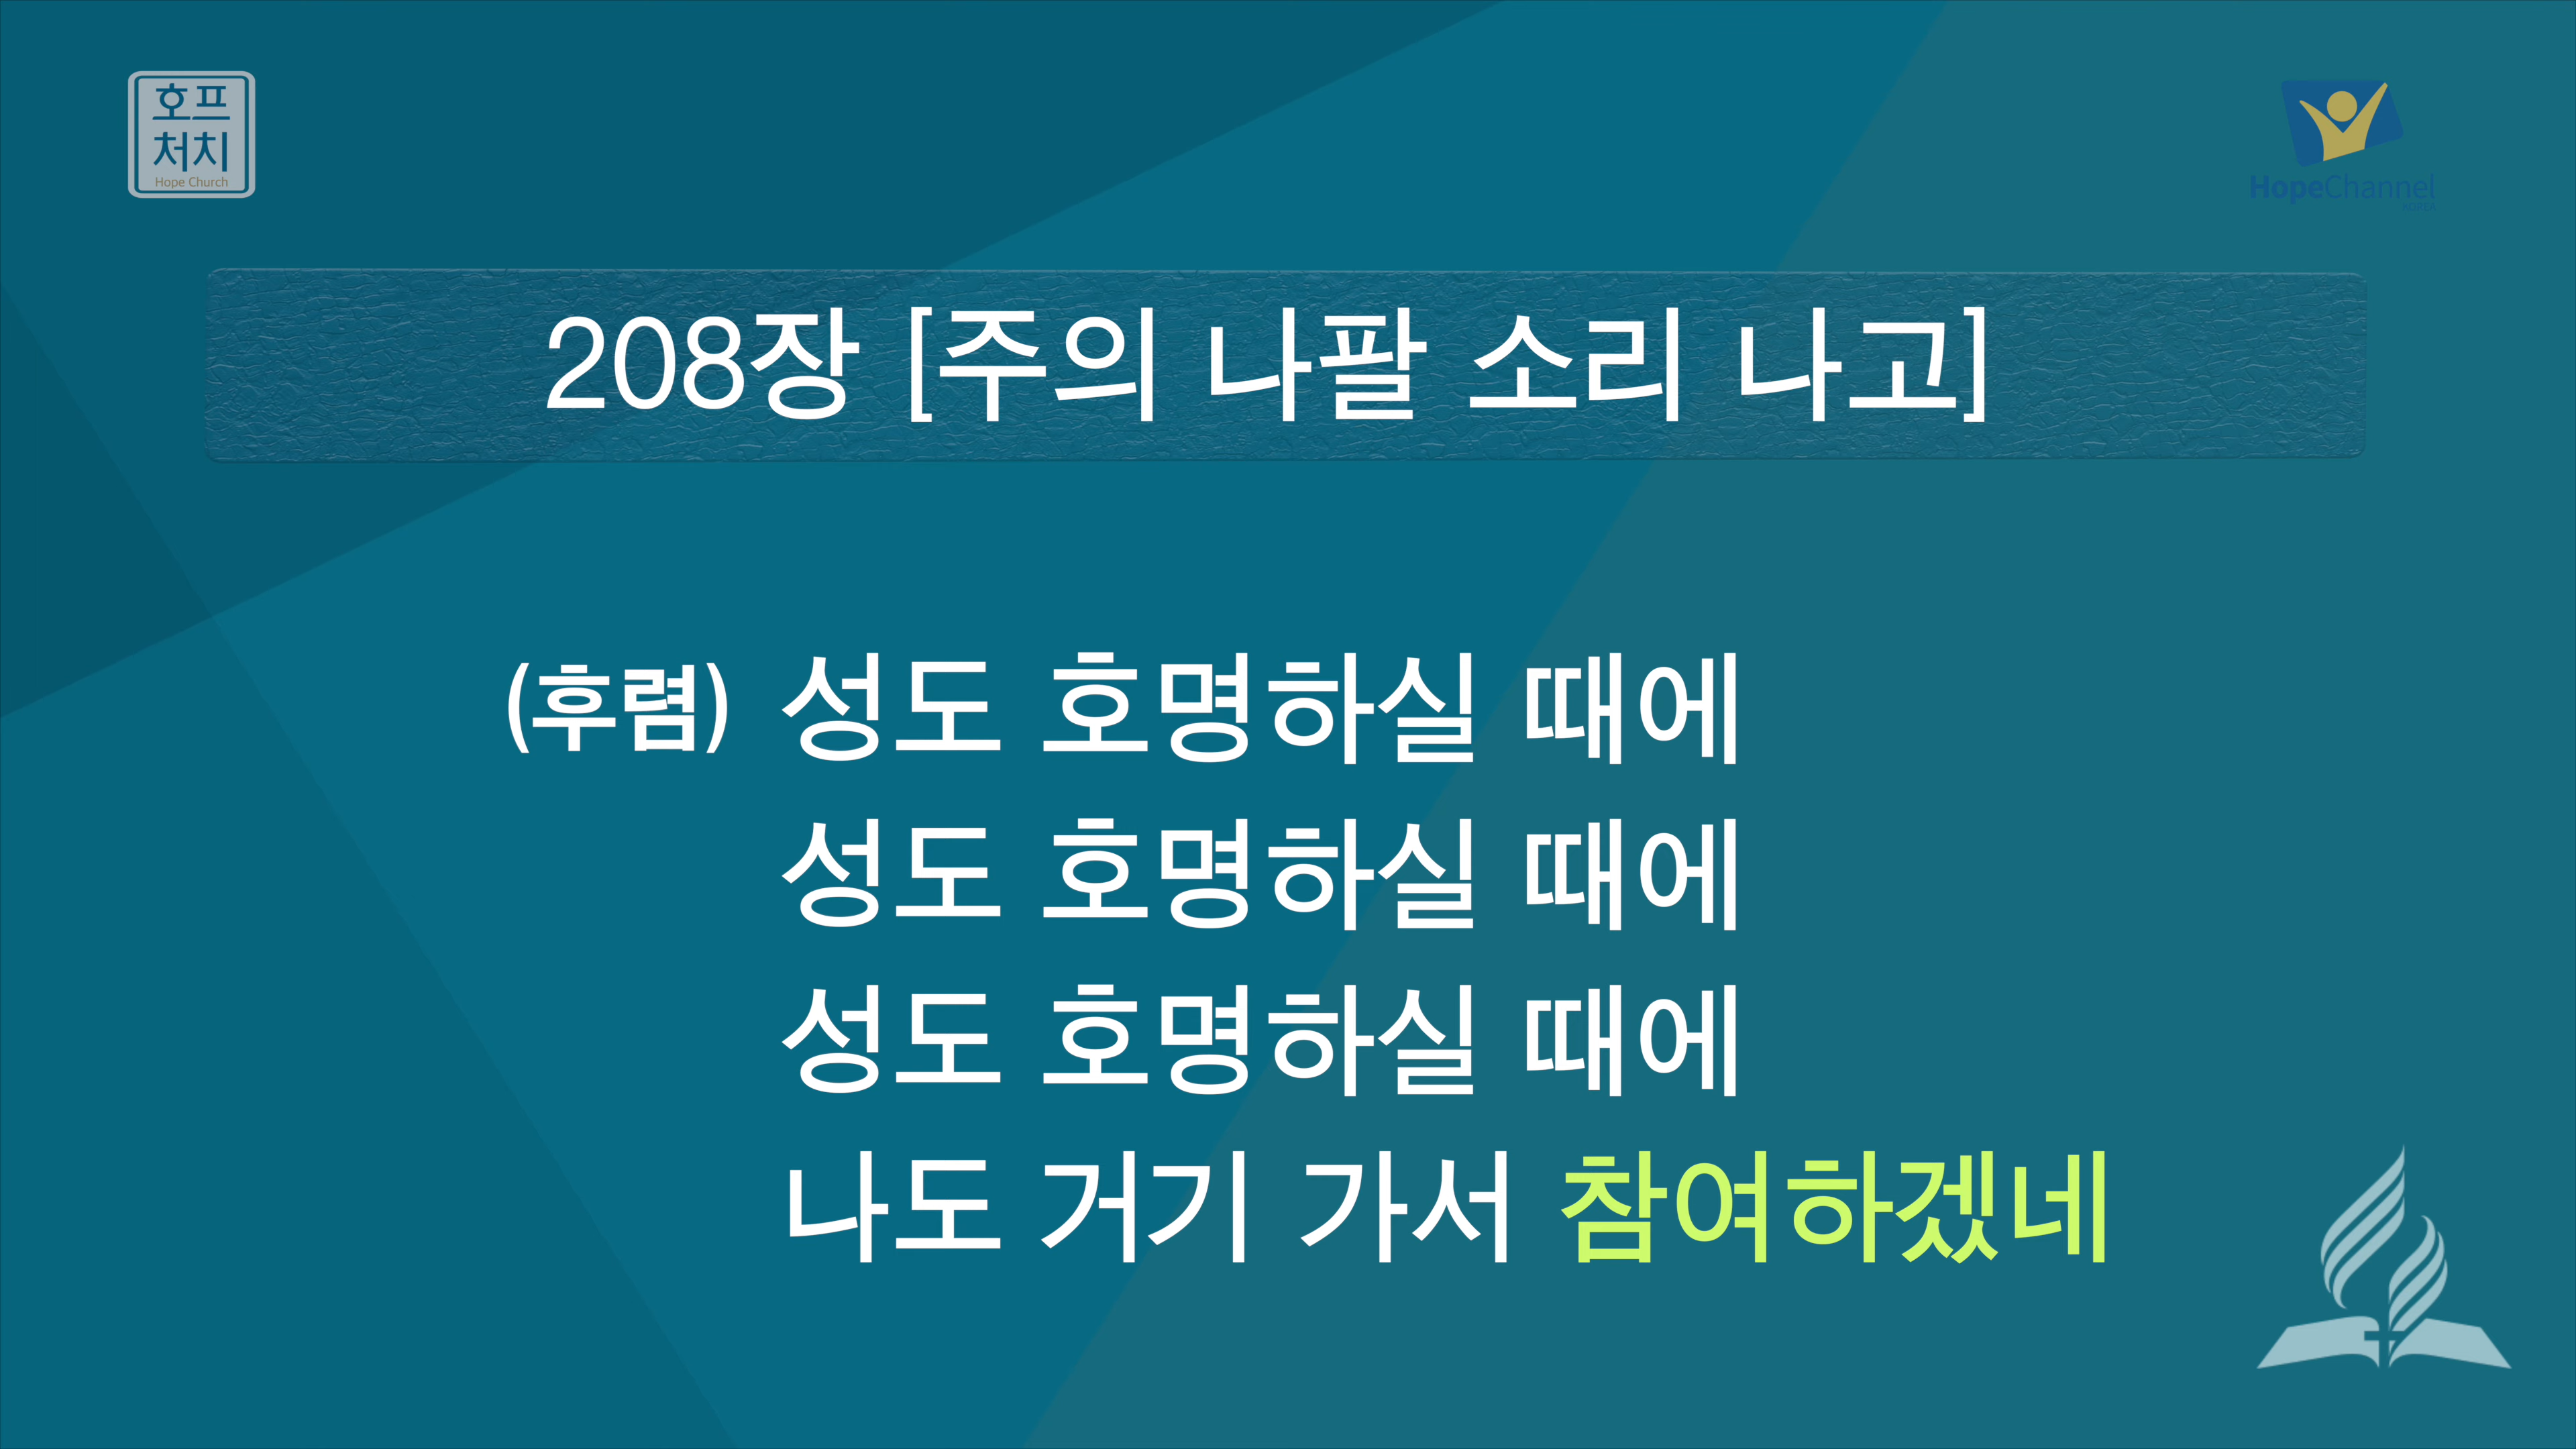 호프
처치
Hope Church
HopeChannel
208장 [주의 나팔 소리 나고]
(후렴) 성도 호명하실 때에
성도 호명하실 때에
성도 호명하실 때에
나도 거기 가서 참여하겠네